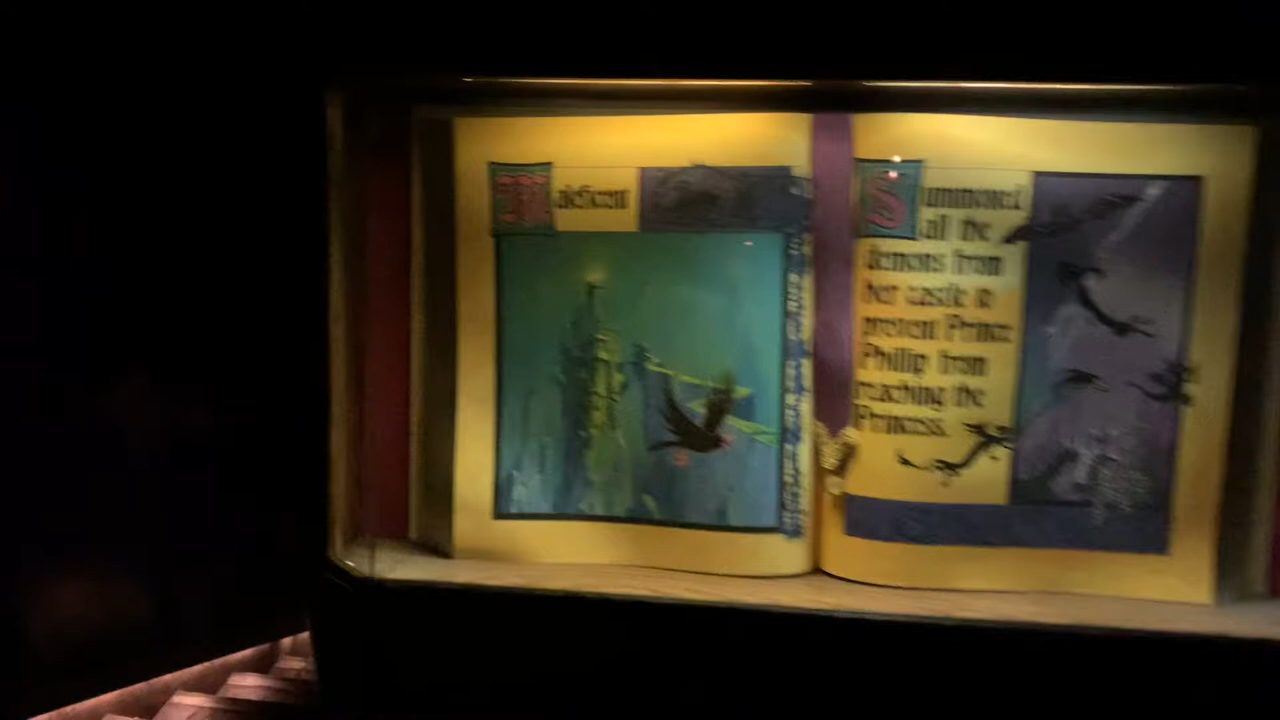 Maleficent
Summoned
all the
demons from
her castle to
prevent Prince
Phillip from
reaching the
Princess.